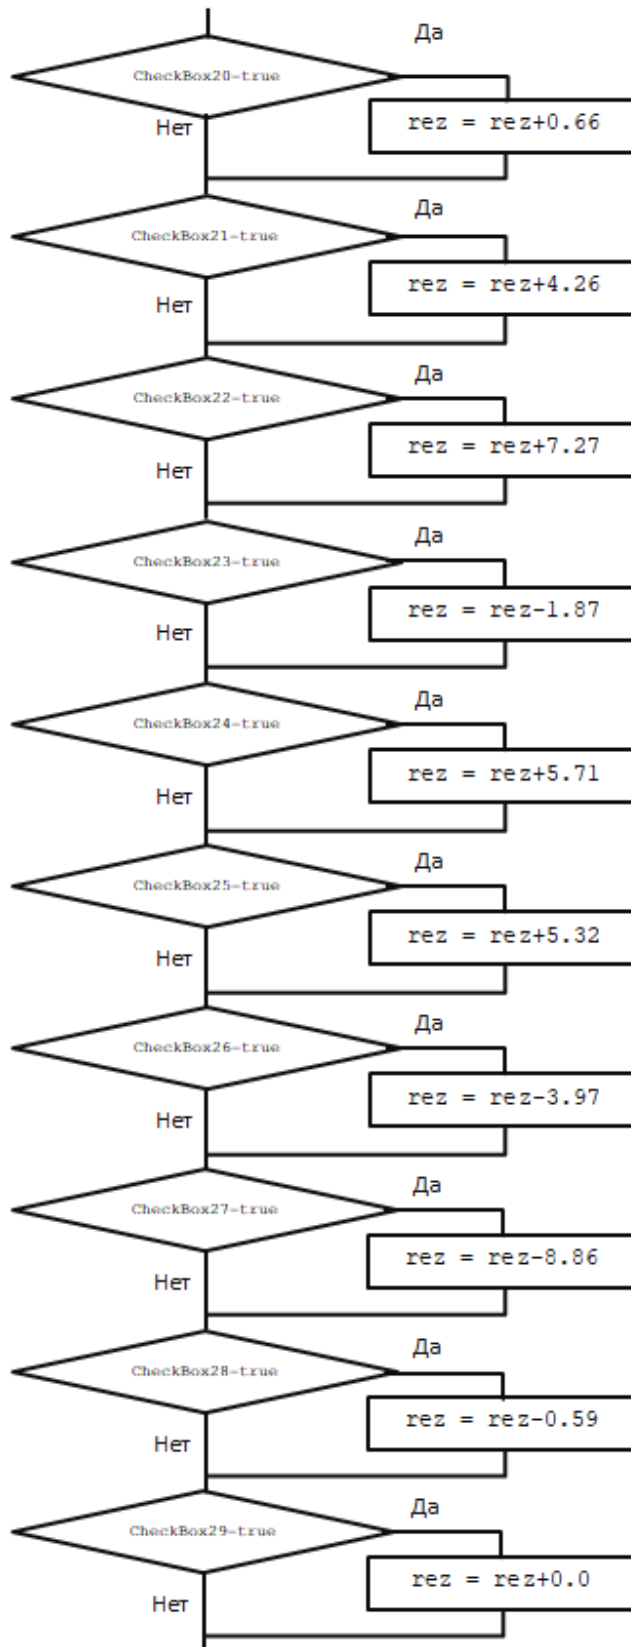 Да
CheckBox20=true
Нет
rez = rez+0.66
Да
CheckBox21=true
Нет
rez = rez+4.26
Да
CheckBox22=true
Нет
rez = rez+7.27
Да
CheckBox23=true
Нет
rez = rez-1.87
Да
CheckBox24=true
Нет
rez = rez+5.71
Да
CheckBox25=true
Нет
rez = rez+5.32
Да
CheckBox26=true
Нет
rez = rez-3.97
Да
CheckBox27=true
Нет
rez = rez-8.86
Да
CheckBox28=true
Нет
rez = rez-0.59
Да
CheckBox29=true
Нет
rez = rez+0.0